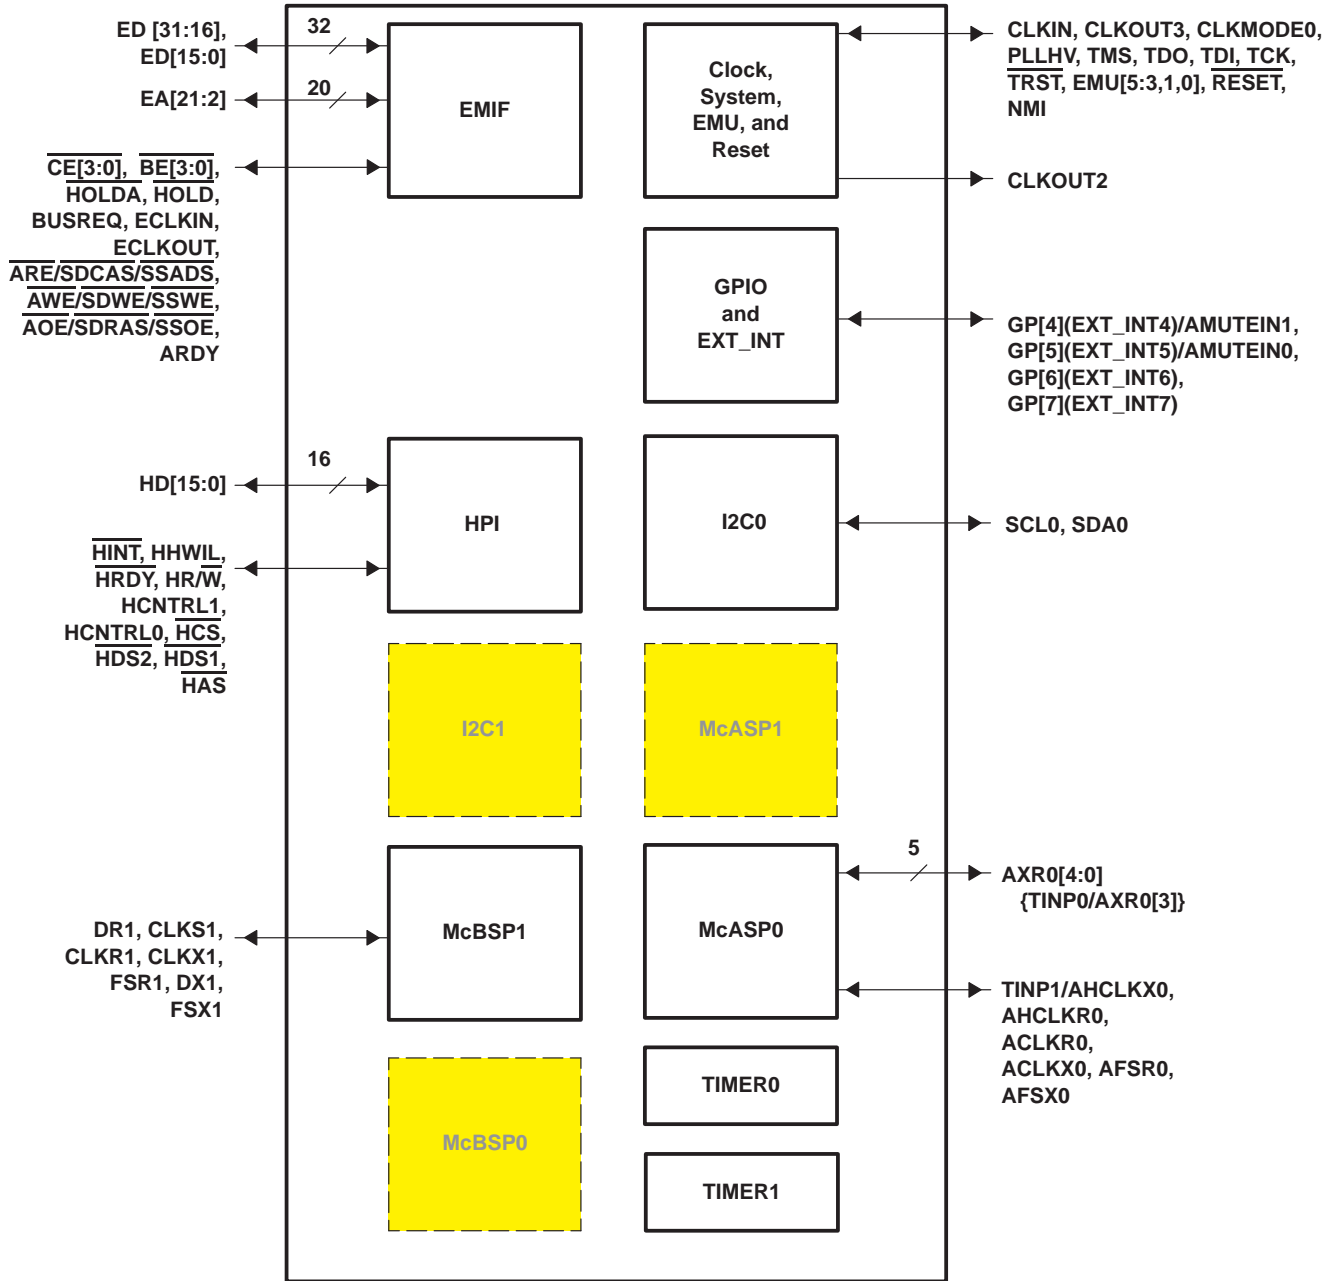 ED [31:16],
ED[15:0]
32
EA[21:2]
20
EMIF
CE[3:0], BE[3:0],
HOLDA, HOLD,
BUSREQ, ECLKIN,
ECLKOUT,
ARE/SDCAS/SSADS,
AWE/SDWE/SSWE,
AOE/SDRAS/SSOE,
ARDY
Clock,
System,
EMU, and
Reset
CLKIN, CLKOUT3, CLKMODE0,
PLLHV, TMS, TDO, TDI, TCK,
TRST, EMU[5:3,1,0], RESET,
NMI
CLKOUT2
GPIO
and
EXT_INT
GP[4](EXT_INT4)/AMUTEIN1,
GP[5](EXT_INT5)/AMUTEIN0,
GP[6](EXT_INT6),
GP[7](EXT_INT7)
HD[15:0]
16
HPI
HINT, HHWIL,
HRDY, HR/W,
HCNTRL1,
HCNTRL0, HCS,
HDS2, HDS1,
HAS
I2C0
SCL0, SDA0
I2C1
McASP1
DR1, CLKS1,
CLKR1, CLKX1,
FSR1, DX1,
FSX1
McBSP1
McASP0
5
AXR0[4:0]
{TINP0/AXR0[3]}
TINP1/AHCLKX0,
AHCLKR0,
ACLKR0,
ACLKX0, AFSR0,
AFSX0
McBSP0
TIMER0
TIMER1